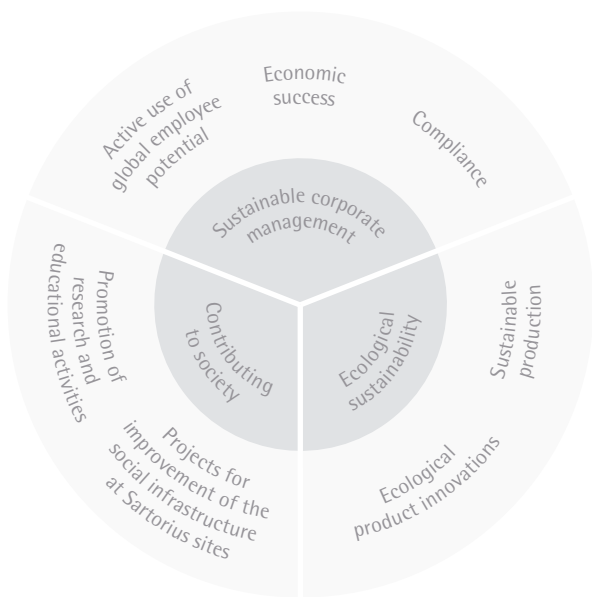 Economic
success
Active use of
global employee
potential
Compliance
Sustainable corporate
management
Promotion of
research and
educational activities
Contributing
to society
Ecological
sustainability
Sustainable
production
Projects for
improvement of the
social infrastructure
at Sartorius sites
Ecological
product innovations